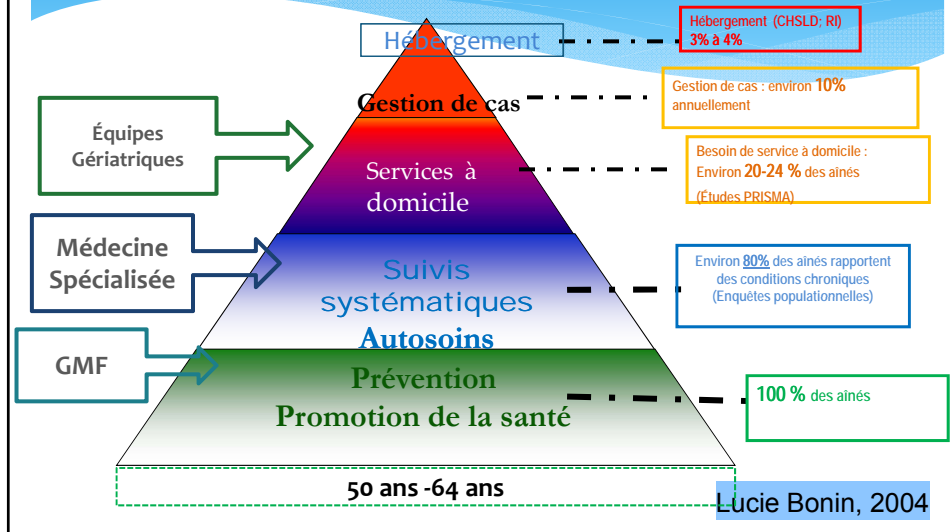 Hébergement
Hébergement (CHSLD; RI)
3% à 4%
Gestion de cas
Gestion de cas : environ 10%
annuellement
Équipes
Gériatriques
Services à
domicile
Besoin de service à domicile :
Environ 20-24 % des aînés
(Études PRISMA)
Médecine
Spécialisée
Suivis
systématiques
Autosoins
Environ 80% des aînés rapportent
des conditions chroniques
(Enquêtes populationnelles)
GMF
Prévention
Promotion de la santé
100 % des aînés
50 ans -64 ans
Lucie Bonin, 2004